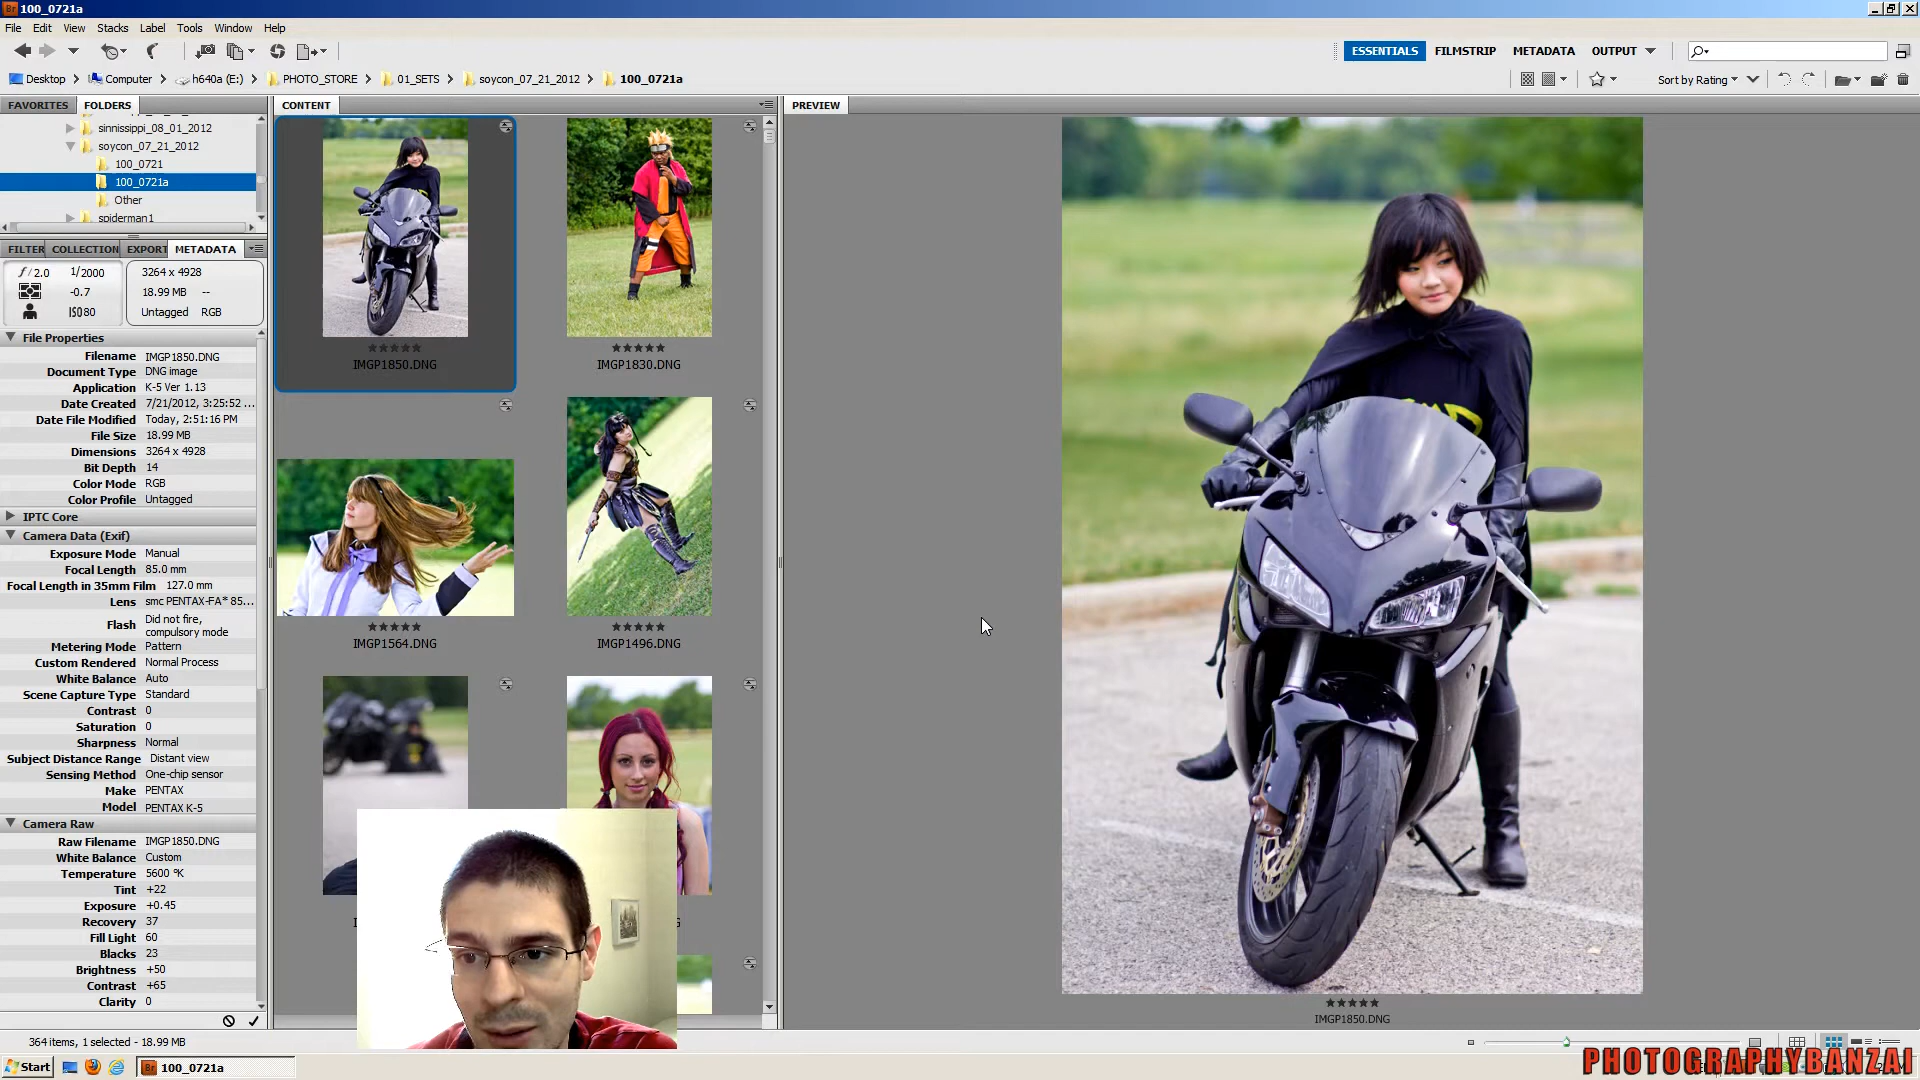 Br 100_0721a
File Edit View Stacks Label Tools Window Help
ESSENTIALS FILMSTRIP METADATA OUTPUT
Desktop Computer h640a (E:) PHOTO_STORE 01_SETS soycon_07_21_2012 100_0721a
Sort by Rating
FAVORITES FOLDERS
CONTENT
PREVIEW
sinnissippi_08_01_2012
soycon_07_21_2012
100_0721
100_0721a
Other
spiderman1
FILTER COLLECTION EXPORT METADATA
f/2.0 1/2000
-0.7
ISO80
3264 x 4928
18.99 MB --
Untagged RGB
File Properties
Filename IMGP1850.DNG
Document Type DNG image
Application K-5 Ver 1.13
Date Created 7/21/2012, 3:25:52 ...
Date File Modified Today, 2:51:16 PM
File Size 18.99 MB
Dimensions 3264 x 4928
Bit Depth 14
Color Mode RGB
Color Profile Untagged
IPTC Core
Camera Data (Exif)
Exposure Mode Manual
Focal Length 85.0 mm
Focal Length in 35mm Film 127.0 mm
Lens smc PENTAX-FA* 85...
Flash Did not fire, compulsory mode
Metering Mode Pattern
Custom Rendered Normal Process
White Balance Auto
Scene Capture Type Standard
Contrast 0
Saturation 0
Sharpness Normal
Subject Distance Range Distant view
Sensing Method One-chip sensor
Make PENTAX
Model PENTAX K-5
Camera Raw
Raw Filename IMGP1850.DNG
White Balance Custom
Temperature 5600 °K
Tint +22
Exposure +0.45
Recovery 37
Fill Light 60
Blacks 23
Brightness +50
Contrast +65
Clarity 0
IMGP1850.DNG
IMGP1830.DNG
IMGP1564.DNG
IMGP1496.DNG
IMGP1850.DNG
364 items, 1 selected - 18.99 MB
Start
Br 100_0721a
PHOTOGRAPHYBANZAI